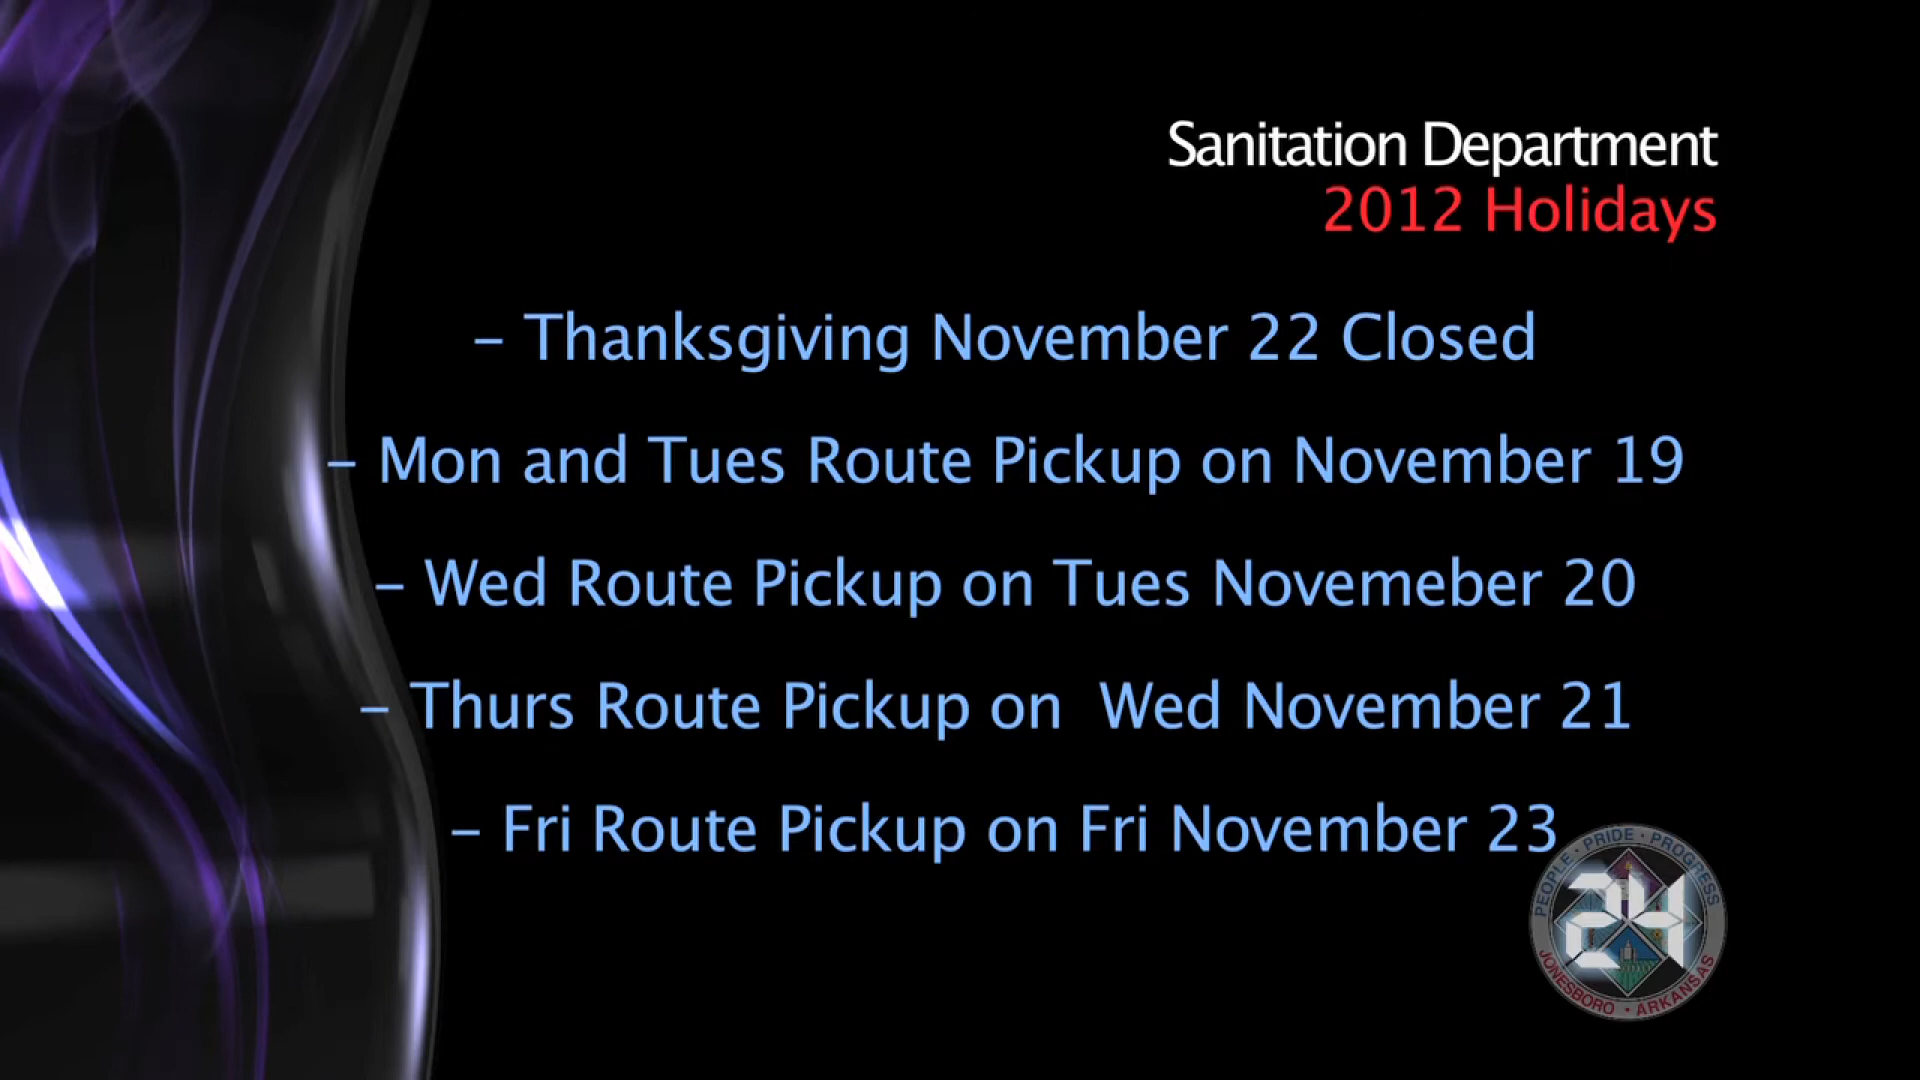 Sanitation Department
2012 Holidays
– Thanksgiving November 22 Closed
– Mon and Tues Route Pickup on November 19
– Wed Route Pickup on Tues Novemeber 20
– Thurs Route Pickup on  Wed November 21
– Fri Route Pickup on Fri November 23
PEOPLE • PRIDE • PROGRESS
24
JONESBORO • ARKANSAS